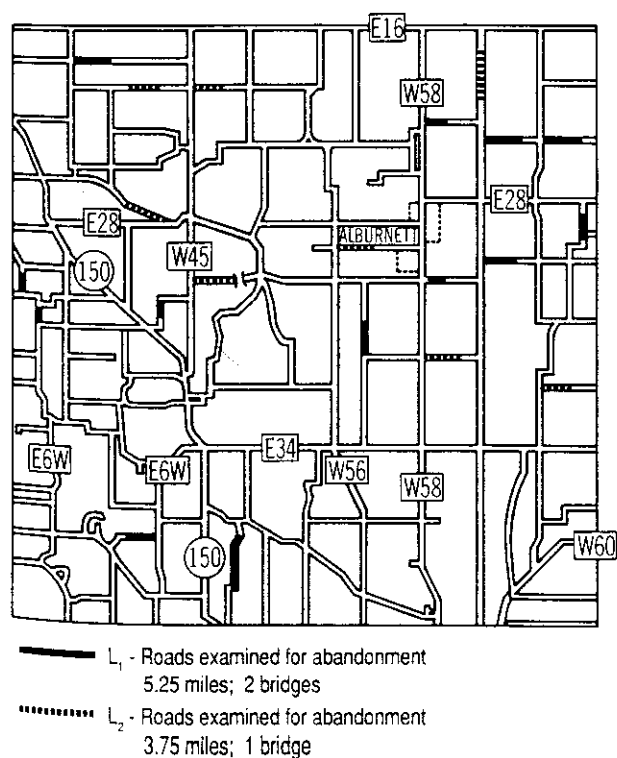 E16
W58
E28
E28
ALBURNETT
W45
150
E34
E6W
E6W
W56
W58
150
W60
L₁ - Roads examined for abandonment
5.25 miles; 2 bridges
L₂ - Roads examined for abandonment
3.75 miles; 1 bridge